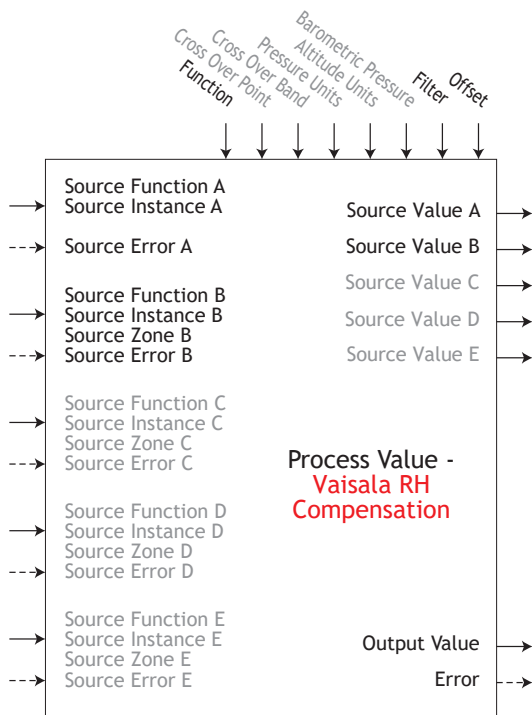 Function
Cross Over Point
Cross Over Band
Pressure Units
Altitude Units
Barometric Pressure
Filter
Offset
Source Function A
Source Instance A
Source Error A
Source Function B
Source Instance B
Source Zone B
Source Error B
Source Function C
Source Instance C
Source Zone C
Source Error C
Source Function D
Source Instance D
Source Zone D
Source Error D
Source Function E
Source Instance E
Source Zone E
Source Error E
Source Value A
Source Value B
Source Value C
Source Value D
Source Value E
Process Value -
Vaisala RH
Compensation
Output Value
Error